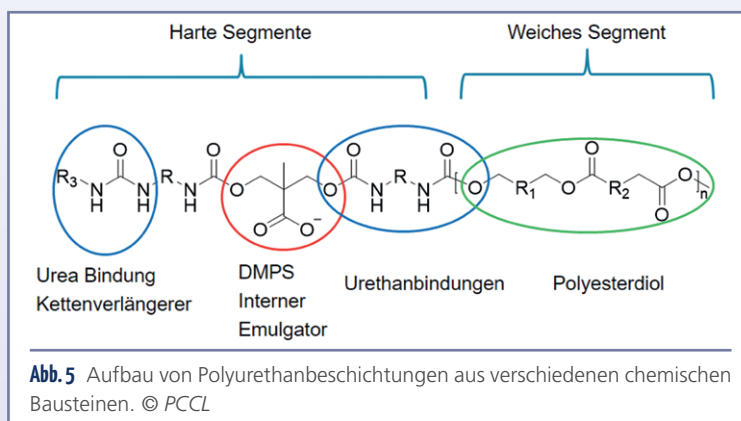 Harte Segmente
Weiches Segment
R3 N H O N H R N H O O O O O− O O N H R N H O O R1 O O R2 O O n
Urea Bindung
Kettenverlängerer
DMPS
Interner
Emulgator
Urethanbindungen
Polyesterdiol
Abb. 5 Aufbau von Polyurethanbeschichtungen aus verschiedenen chemischen
Bausteinen. © PCCL